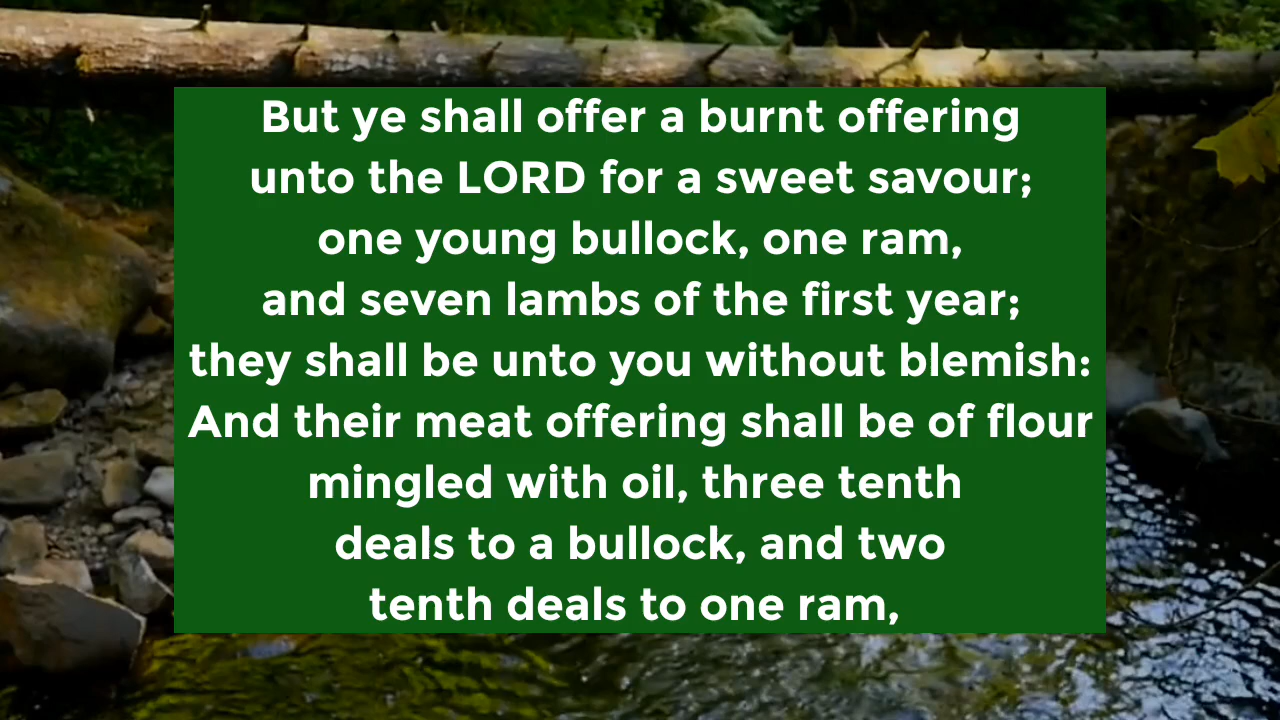 But ye shall offer a burnt offering
unto the LORD for a sweet savour;
one young bullock, one ram,
and seven lambs of the first year;
they shall be unto you without blemish:
And their meat offering shall be of flour
mingled with oil, three tenth
deals to a bullock, and two
tenth deals to one ram,